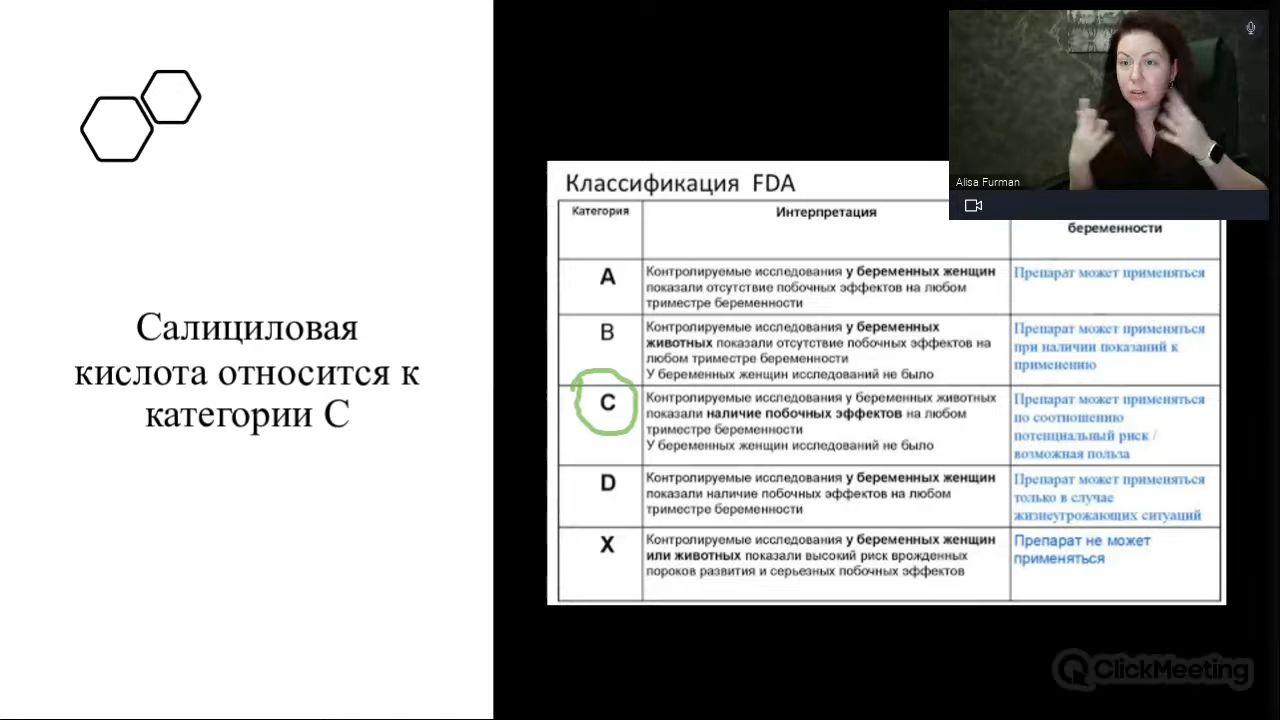 Салициловая
кислота относится к
категории С
Alisa Furman
Классификация FDA
Категория
Интерпретация
беременности
A
Контролируемые исследования у беременных женщин
показали отсутствие побочных эффектов на любом
триместре беременности
Препарат может применяться
B
Контролируемые исследования у беременных
животных показали отсутствие побочных эффектов на
любом триместре беременности
У беременных женщин исследований не было
Препарат может применяться
при наличии показаний к
применению
C
Контролируемые исследования у беременных животных
показали наличие побочных эффектов на любом
триместре беременности
У беременных женщин исследований не было
Препарат может применяться
по соотношению
потенциальный риск /
возможная польза
D
Контролируемые исследования у беременных женщин
показали наличие побочных эффектов на любом
триместре беременности
Препарат может применяться
только в случае
жизнеугрожающих ситуаций
X
Контролируемые исследования у беременных женщин
или животных показали высокий риск врожденных
пороков развития и серьезных побочных эффектов
Препарат не может
применяться
ClickMeeting